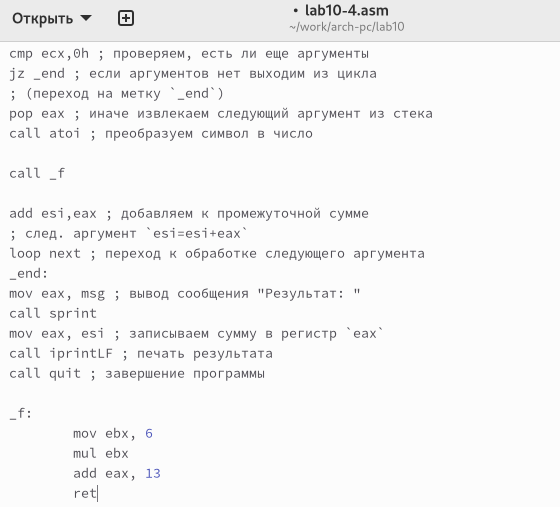 Открыть
• lab10-4.asm
~/work/arch-pc/lab10
cmp ecx,0h ; проверяем, есть ли еще аргументы
jz _end ; если аргументов нет выходим из цикла
; (переход на метку `_end`)
pop eax ; иначе извлекаем следующий аргумент из стека
call atoi ; преобразуем символ в число
call _f
add esi,eax ; добавляем к промежуточной сумме
; след. аргумент `esi=esi+eax`
loop next ; переход к обработке следующего аргумента
_end:
mov eax, msg ; вывод сообщения "Результат: "
call sprint
mov eax, esi ; записываем сумму в регистр `eax`
call iprintLF ; печать результата
call quit ; завершение программы
_f:
mov ebx, 6
mul ebx
add eax, 13
ret